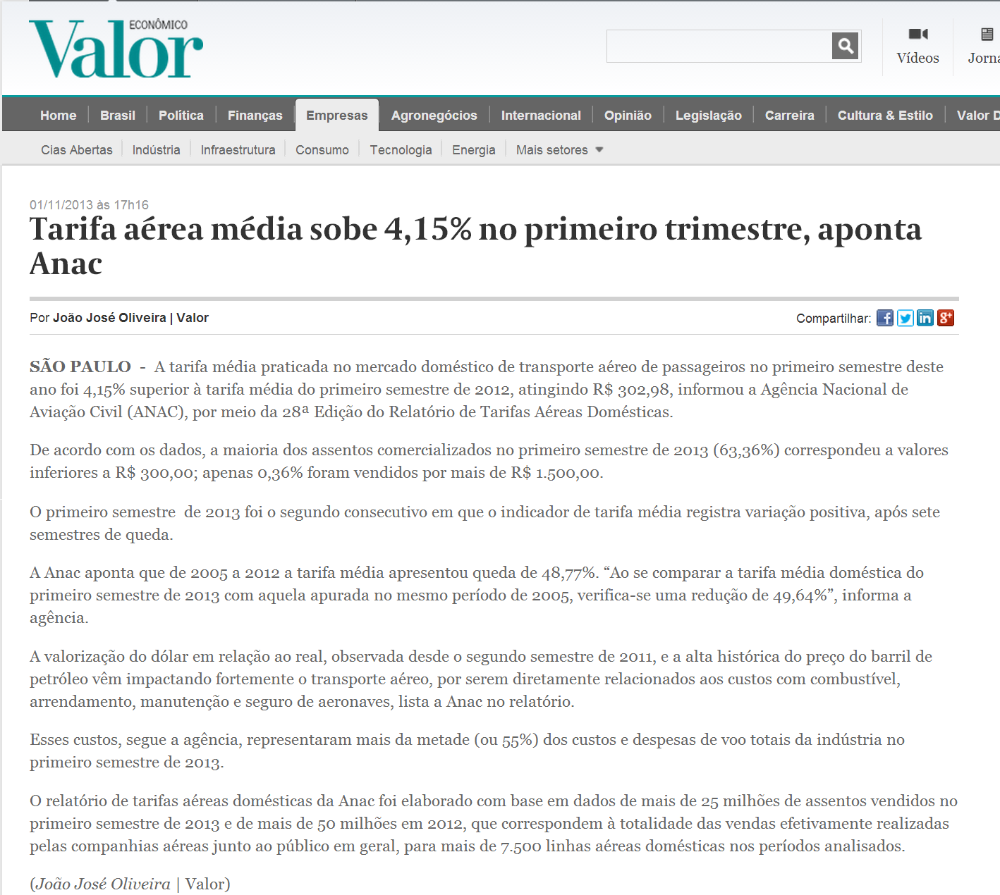 ECONÔMICO
Valor
Vídeos
Home
Brasil
Política
Finanças
Empresas
Agronegócios
Internacional
Opinião
Legislação
Carreira
Cultura & Estilo
Valor D
Cias Abertas
Indústria
Infraestrutura
Consumo
Tecnologia
Energia
Mais setores
01/11/2013 às 17h16
Tarifa aérea média sobe 4,15% no primeiro trimestre, aponta
Anac
Por João José Oliveira | Valor
Compartilhar:
SÃO PAULO - A tarifa média praticada no mercado doméstico de transporte aéreo de passageiros no primeiro semestre deste
ano foi 4,15% superior à tarifa média do primeiro semestre de 2012, atingindo R$ 302,98, informou a Agência Nacional de
Aviação Civil (ANAC), por meio da 28ª Edição do Relatório de Tarifas Aéreas Domésticas.
De acordo com os dados, a maioria dos assentos comercializados no primeiro semestre de 2013 (63,36%) correspondeu a valores
inferiores a R$ 300,00; apenas 0,36% foram vendidos por mais de R$ 1.500,00.
O primeiro semestre de 2013 foi o segundo consecutivo em que o indicador de tarifa média registra variação positiva, após sete
semestres de queda.
A Anac aponta que de 2005 a 2012 a tarifa média apresentou queda de 48,77%. “Ao se comparar a tarifa média doméstica do
primeiro semestre de 2013 com aquela apurada no mesmo período de 2005, verifica-se uma redução de 49,64%”, informa a
agência.
A valorização do dólar em relação ao real, observada desde o segundo semestre de 2011, e a alta histórica do preço do barril de
petróleo vêm impactando fortemente o transporte aéreo, por serem diretamente relacionados aos custos com combustível,
arrendamento, manutenção e seguro de aeronaves, lista a Anac no relatório.
Esses custos, segue a agência, representaram mais da metade (ou 55%) dos custos e despesas de voo totais da indústria no
primeiro semestre de 2013.
O relatório de tarifas aéreas domésticas da Anac foi elaborado com base em dados de mais de 25 milhões de assentos vendidos no
primeiro semestre de 2013 e de mais de 50 milhões em 2012, que correspondem à totalidade das vendas efetivamente realizadas
pelas companhias aéreas junto ao público em geral, para mais de 7.500 linhas aéreas domésticas nos períodos analisados.
(João José Oliveira | Valor)